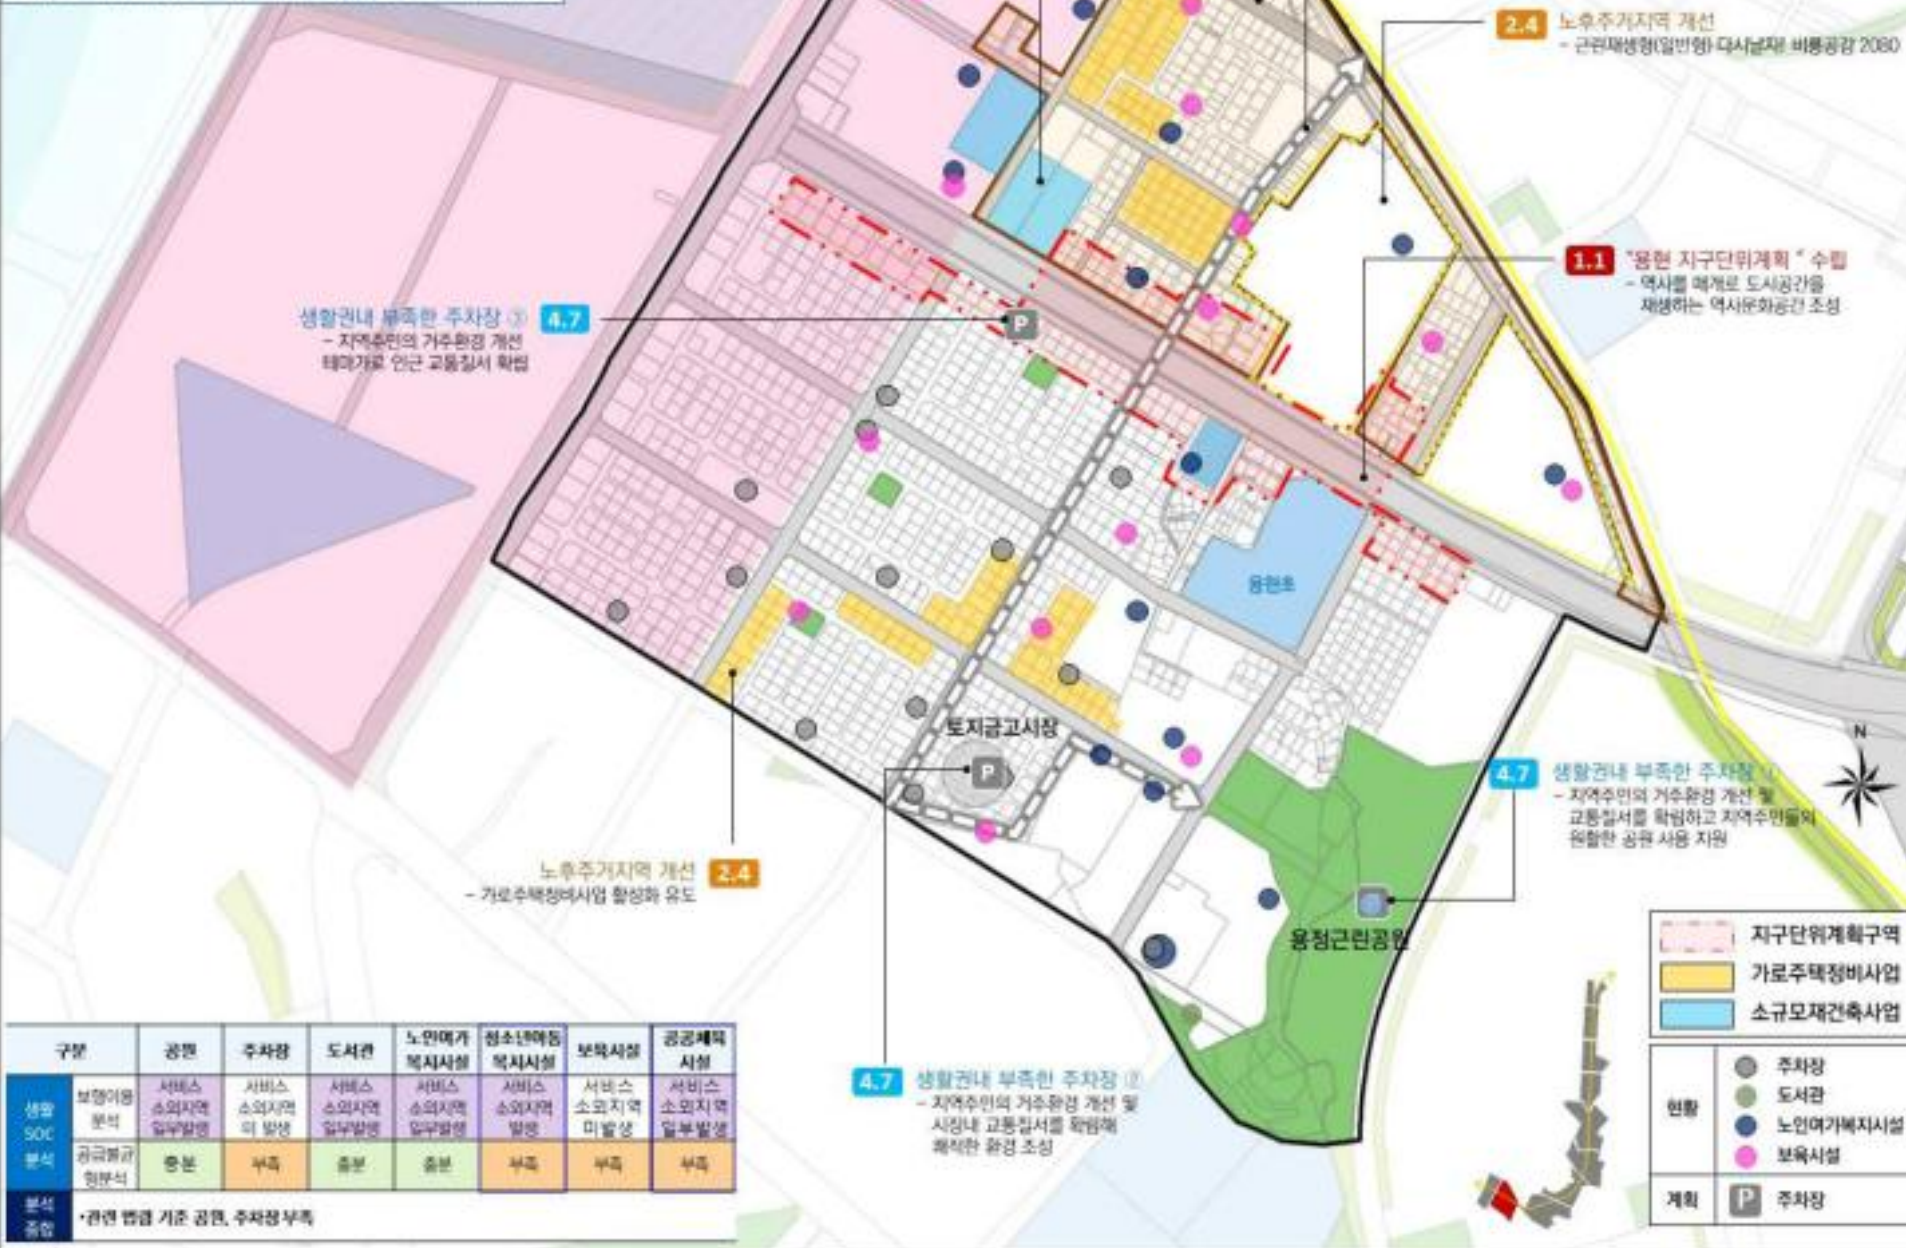 2.4 노후주거지역 개선
- 근린재생형(일반형) 다시날자! 비룡공감 2080
1.1 "용현 지구단위계획 " 수립
- 역사를 매개로 도시공간을
재생하는 역사문화공간 조성
생활권내 부족한 주차장 ③ 4.7
- 지역주민의 거주환경 개선
테마가로 인근 교통질서 확립
P
용현초
토지금고시장
P
N
4.7 생활권내 부족한 주차장 ①
- 지역주민의 거주환경 개선 및
교통질서를 확립하고 지역주민들의
원활한 공원 사용 지원
노후주거지역 개선 2.4
- 가로주택정비사업 활성화 유도
용정근린공원
4.7 생활권내 부족한 주차장 ②
- 지역주민의 거주환경 개선 및
시장내 교통질서를 확립해
쾌적한 환경 조성
구분 공원 주차장 도서관 노인여가 복지시설 청소년아동 복지시설 보육시설 공공체육 시설
생활 SOC 분석
보행이용 분석 서비스 소외지역 일부발생 서비스 소외지역 미 발생 서비스 소외지역 일부발생 서비스 소외지역 일부발생 서비스 소외지역 발생 서비스 소외지역 미발생 서비스 소외지역 일부발생
공급불균형분석 충분 부족 충분 충분 부족 부족 부족
분석 종합 •관련 법령 기준 공원, 주차장 부족
지구단위계획구역
가로주택정비사업
소규모재건축사업
현황
주차장
도서관
노인여가복지시설
보육시설
계획 P 주차장